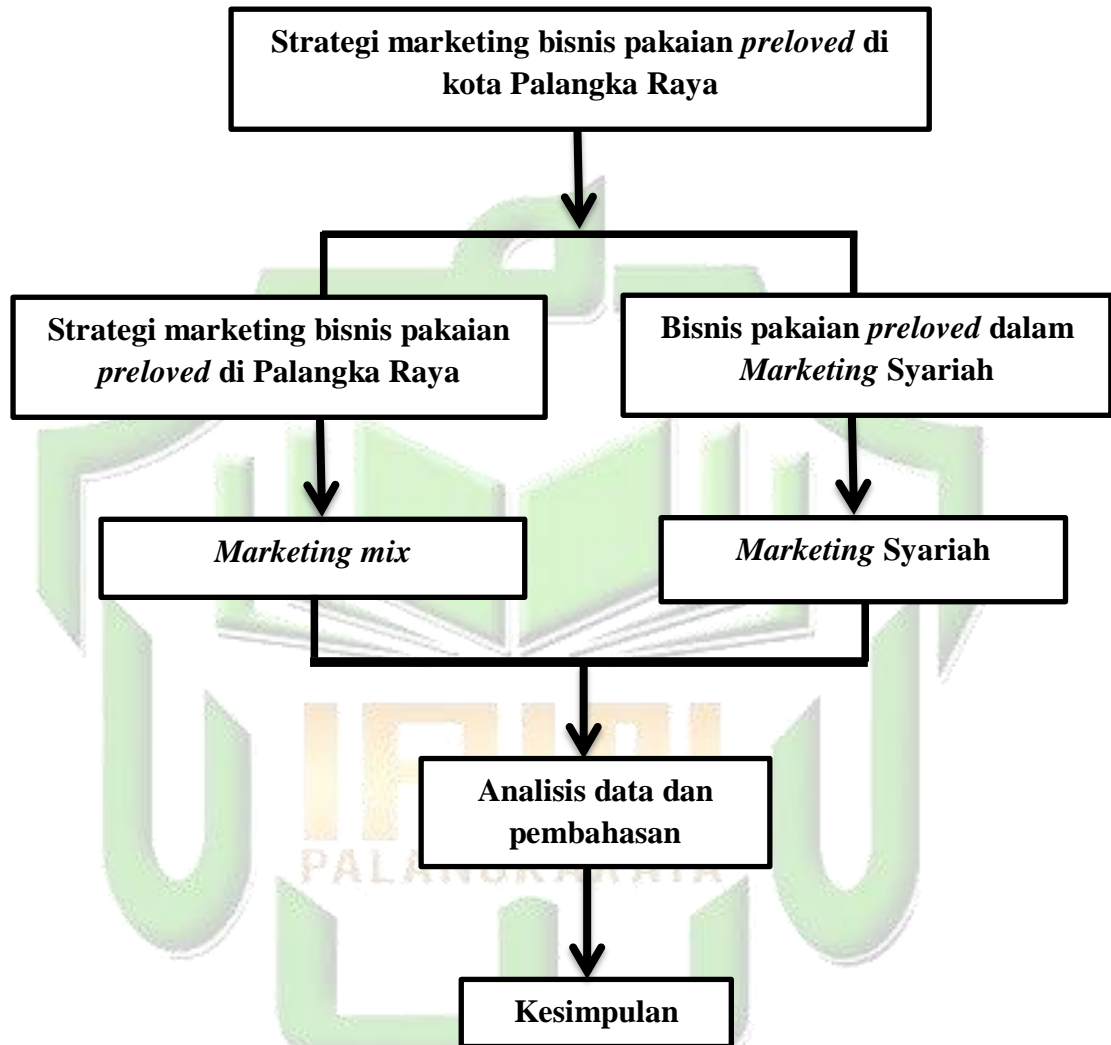 Strategi marketing bisnis pakaian preloved di
kota Palangka Raya
Strategi marketing bisnis pakaian
preloved di Palangka Raya
Bisnis pakaian preloved dalam
Marketing Syariah
Marketing mix
Marketing Syariah
Analisis data dan
pembahasan
Kesimpulan
PALANGKARAYA